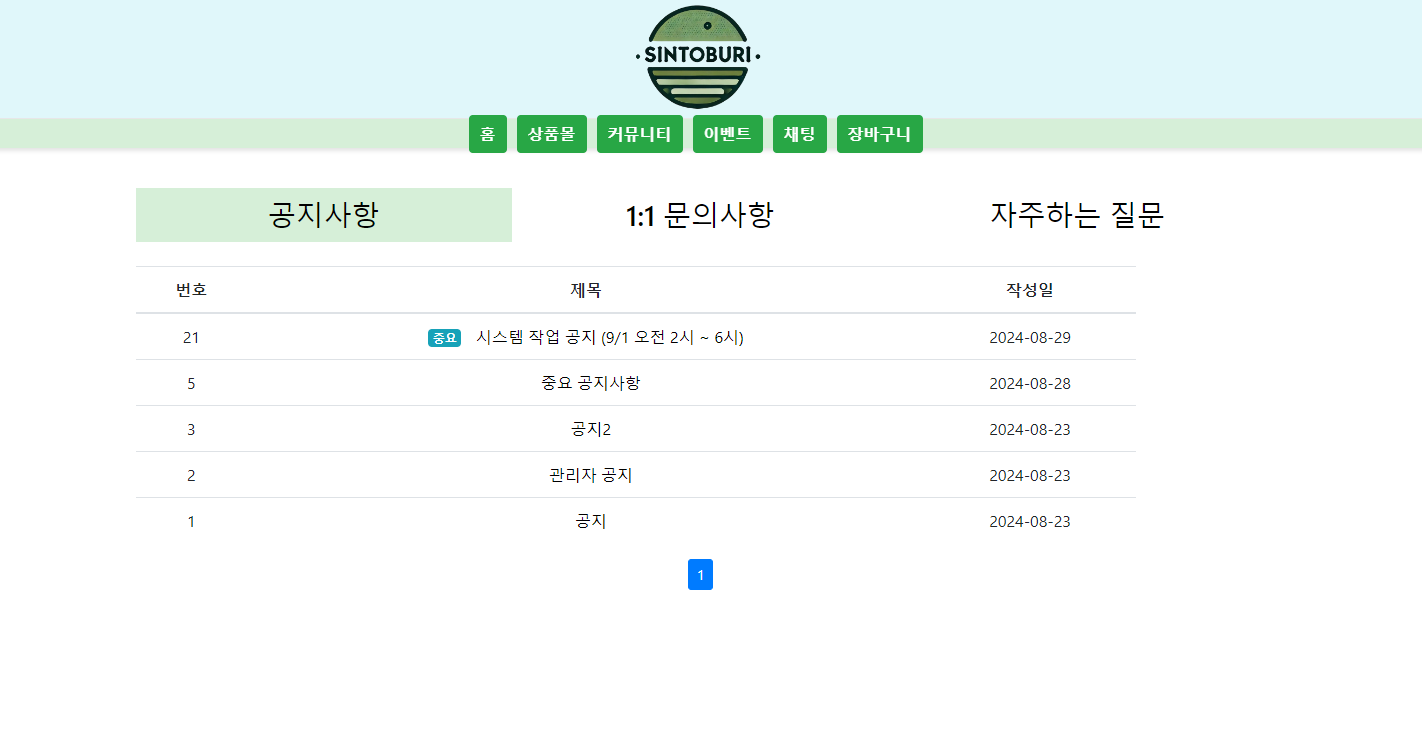 · SINTOBURI ·
홈 상품몰 커뮤니티 이벤트 채팅 장바구니
공지사항 1:1 문의사항 자주하는 질문
번호 제목 작성일
21 중요 시스템 작업 공지 (9/1 오전 2시 ~ 6시) 2024-08-29
5 중요 공지사항 2024-08-28
3 공지2 2024-08-23
2 관리자 공지 2024-08-23
1 공지 2024-08-23
1